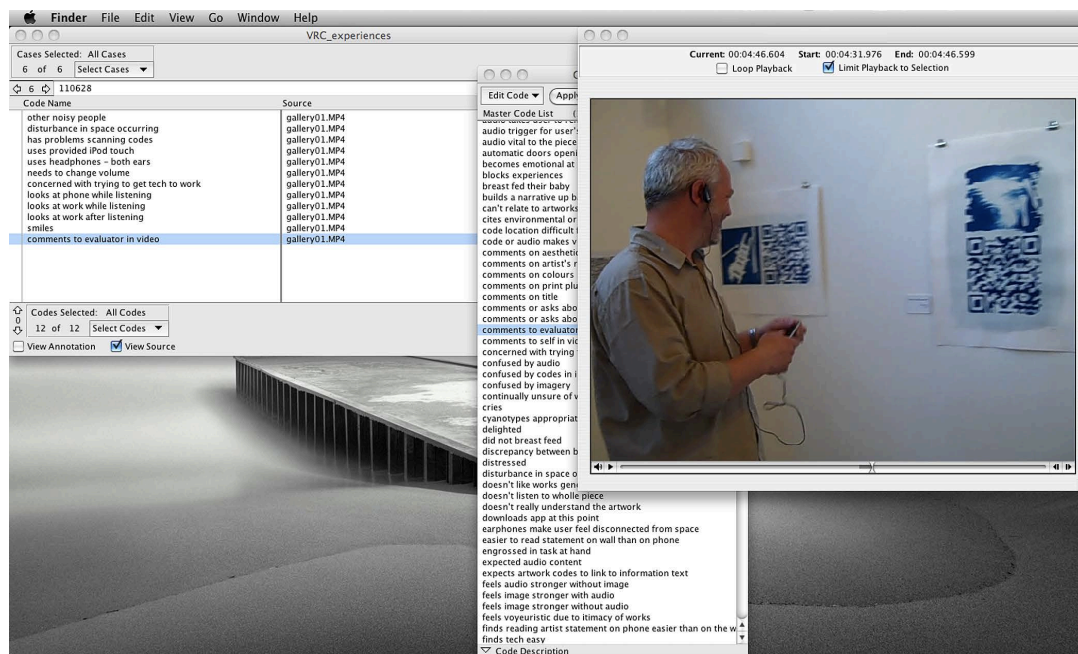 Finder File Edit View Go Window Help
VRC_experiences
Cases Selected: All Cases
6 of 6 Select Cases
6 110628
Code Name Source
other noisy people gallery01.MP4
disturbance in space occurring gallery01.MP4
has problems scanning codes gallery01.MP4
uses provided iPod touch gallery01.MP4
uses headphones - both ears gallery01.MP4
needs to change volume gallery01.MP4
concerned with trying to get tech to work gallery01.MP4
looks at phone while listening gallery01.MP4
looks at work while listening gallery01.MP4
looks at work after listening gallery01.MP4
smiles gallery01.MP4
comments to evaluator in video gallery01.MP4
Codes Selected: All Codes
0
12 of 12 Select Codes
View Annotation View Source
Edit Code Appl
Master Code List (
audio trigger for user's
audio vital to the piece
automatic doors openi
becomes emotional at
blocks experiences
breast fed their baby
builds a narrative up b
can't relate to artworks
cites environmental or
code location difficult
code or audio makes v
comments on aesthetic
comments on artist's r
comments on colours
comments on print plu
comments on title
comments or asks abo
comments or asks abo
comments to evaluator
comments to self in vid
concerned with trying
confused by audio
confused by codes in i
confused by imagery
continually unsure of w
cries
cyanotypes appropriat
delighted
did not breast feed
discrepancy between b
distressed
disturbance in space o
doesn't like works gene
doesn't listen to wholle piece
doesn't really understand the artwork
downloads app at this point
earphones make user feel disconnected from space
easier to read statement on wall than on phone
engrossed in task at hand
expected audio content
expects artwork codes to link to information text
feels audio stronger without image
feels image stronger with audio
feels image stronger without audio
feels voyeuristic due to itimacy of works
finds reading artist statement on phone easier than on the w
finds tech easy
Code Description
Current: 00:04:46.604 Start: 00:04:31.976 End: 00:04:46.599
Loop Playback Limit Playback to Selection